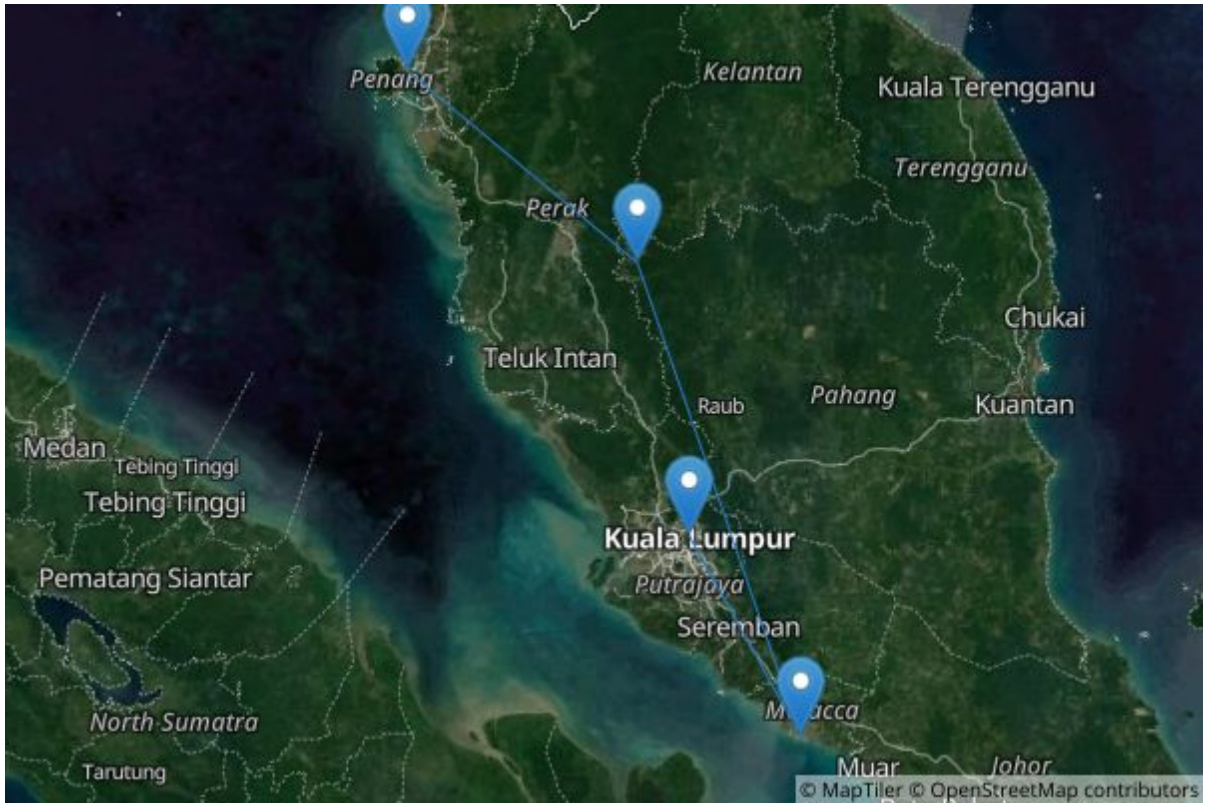 Penang
Kelantan
Kuala Terengganu
Terengganu
Perak
Chukai
Teluk Intan
Pahang
Raub
Kuantan
Medan
Tebing Tinggi
Tebing Tinggi
Kuala Lumpur
Pematang Siantar
Putrajaya
Seremban
North Sumatra
Tarutung
Muar
Johor
© MapTiler © OpenStreetMap contributors